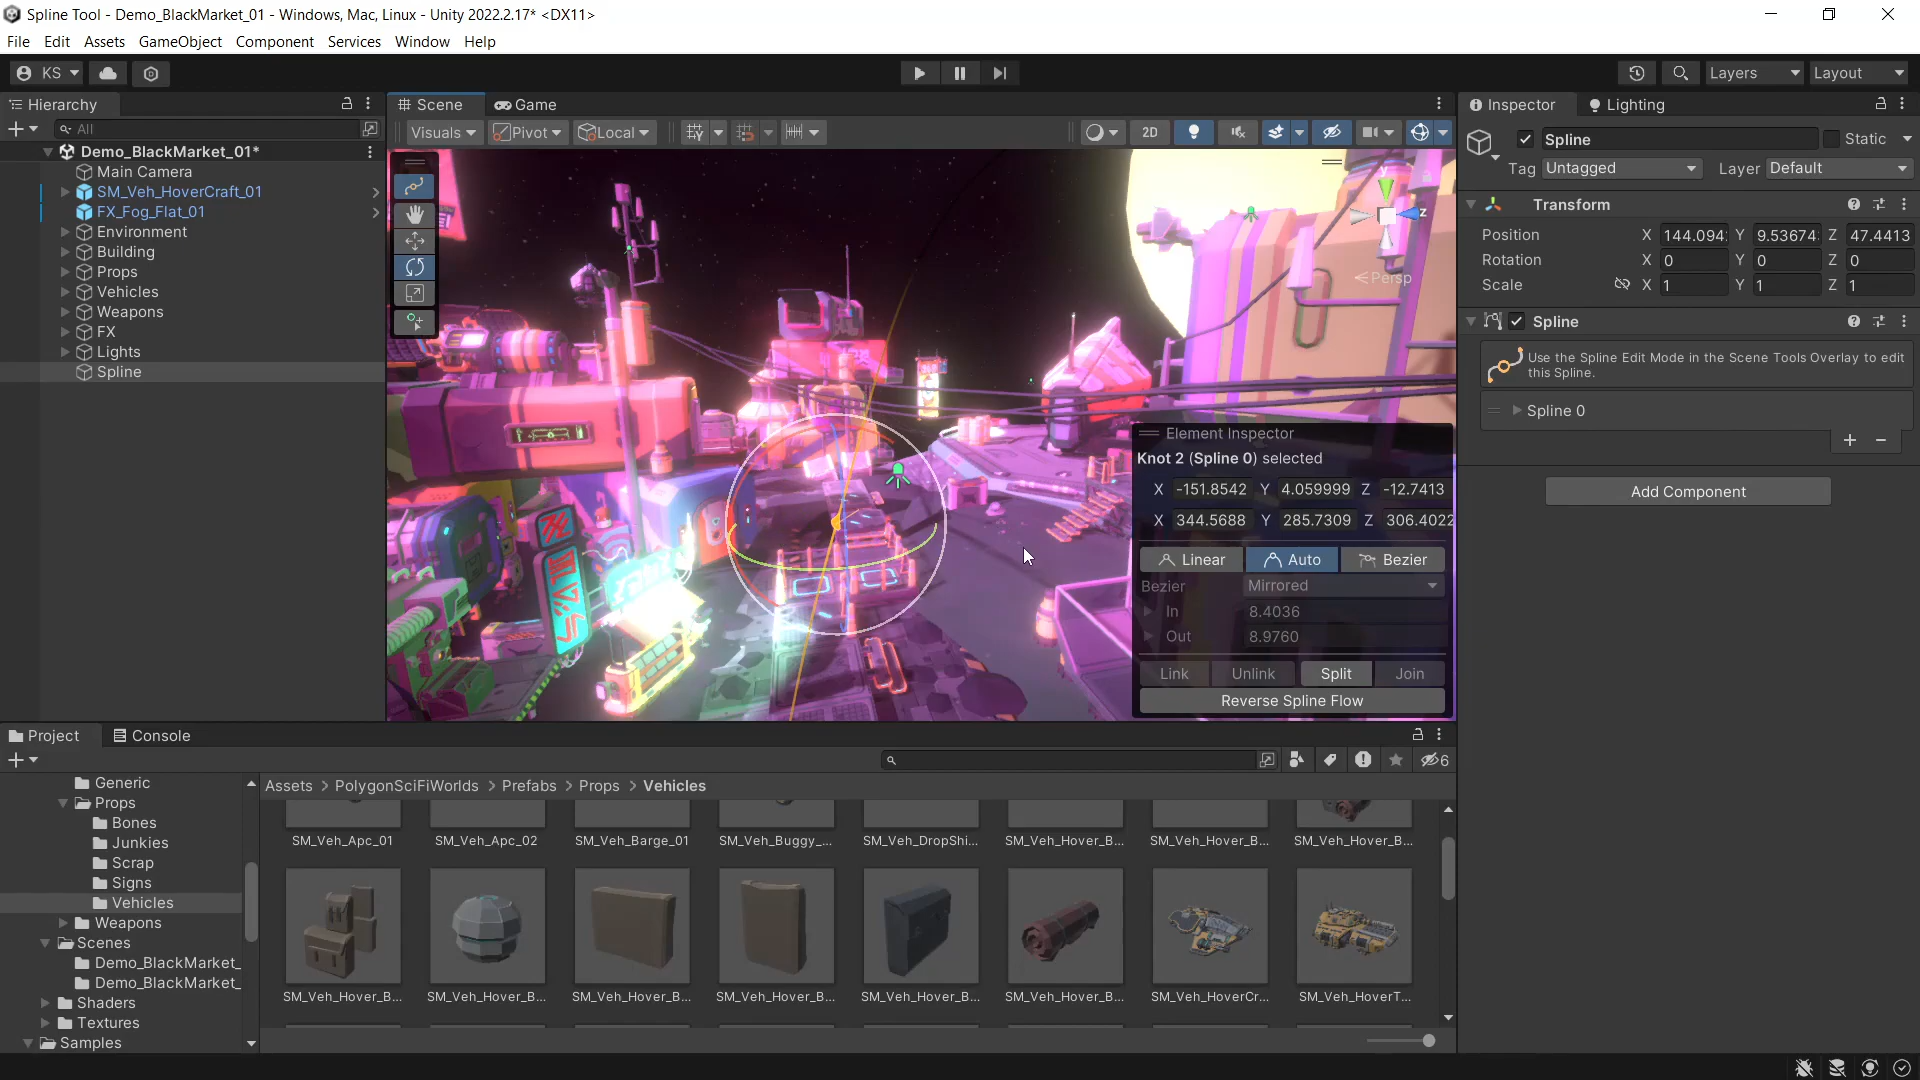 Spline Tool - Demo_BlackMarket_01 - Windows, Mac, Linux - Unity 2022.2.17* <DX11>
File Edit Assets GameObject Component Services Window Help
KS
Layers
Layout
Hierarchy
All
Demo_BlackMarket_01*
Main Camera
SM_Veh_HoverCraft_01
FX_Fog_Flat_01
Environment
Building
Props
Vehicles
Weapons
FX
Lights
Spline
Scene
Game
Visuals
Pivot
Local
2D
y
z
Persp
Element Inspector
Knot 2 (Spline 0) selected
X -151.8542 Y 4.059999 Z -12.7413
X 344.5688 Y 285.7309 Z 306.4022
Linear Auto Bezier
Bezier Mirrored
In 8.4036
Out 8.9760
Link Unlink Split Join
Reverse Spline Flow
Inspector
Lighting
Spline
Static
Tag Untagged Layer Default
Transform
Position X 144.094 Y 9.53674 Z 47.4413
Rotation X 0 Y 0 Z 0
Scale X 1 Y 1 Z 1
Spline
Use the Spline Edit Mode in the Scene Tools Overlay to edit
this Spline.
Spline 0
Add Component
Project
Console
6
Generic
Props
Bones
Junkies
Scrap
Signs
Vehicles
Weapons
Scenes
Demo_BlackMarket_
Demo_BlackMarket_
Shaders
Textures
Samples
Assets > PolygonSciFiWorlds > Prefabs > Props > Vehicles
SM_Veh_Apc_01 SM_Veh_Apc_02 SM_Veh_Barge_01 SM_Veh_Buggy_... SM_Veh_DropShi... SM_Veh_Hover_B... SM_Veh_Hover_B... SM_Veh_Hover_B...
SM_Veh_Hover_B... SM_Veh_Hover_B... SM_Veh_Hover_B... SM_Veh_Hover_B... SM_Veh_Hover_B... SM_Veh_Hover_B... SM_Veh_HoverCr... SM_Veh_HoverT...